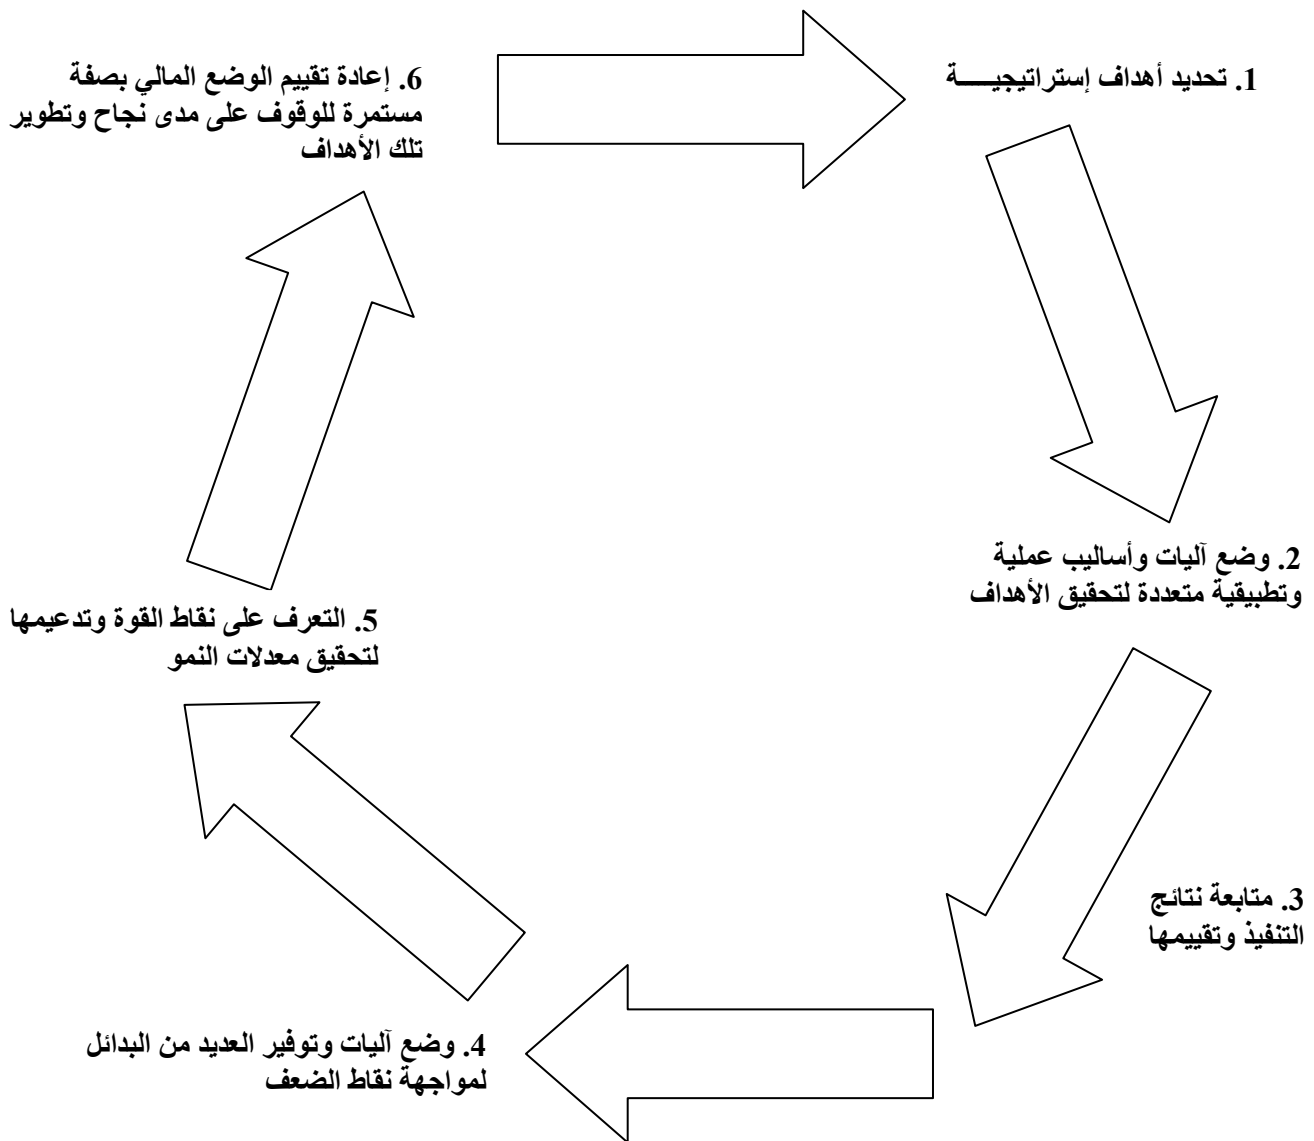 1. تحديد أهداف إستراتيجيـــــة
2. وضع آليات وأساليب عملية
وتطبيقية متعددة لتحقيق الأهداف
3. متابعة نتائج
التنفيذ وتقييمها
4. وضع آليات وتوفير العديد من البدائل
لمواجهة نقاط الضعف
5. التعرف على نقاط القوة وتدعيمها
لتحقيق معدلات النمو
6. إعادة تقييم الوضع المالي بصفة
مستمرة للوقوف على مدى نجاح وتطوير
تلك الأهداف